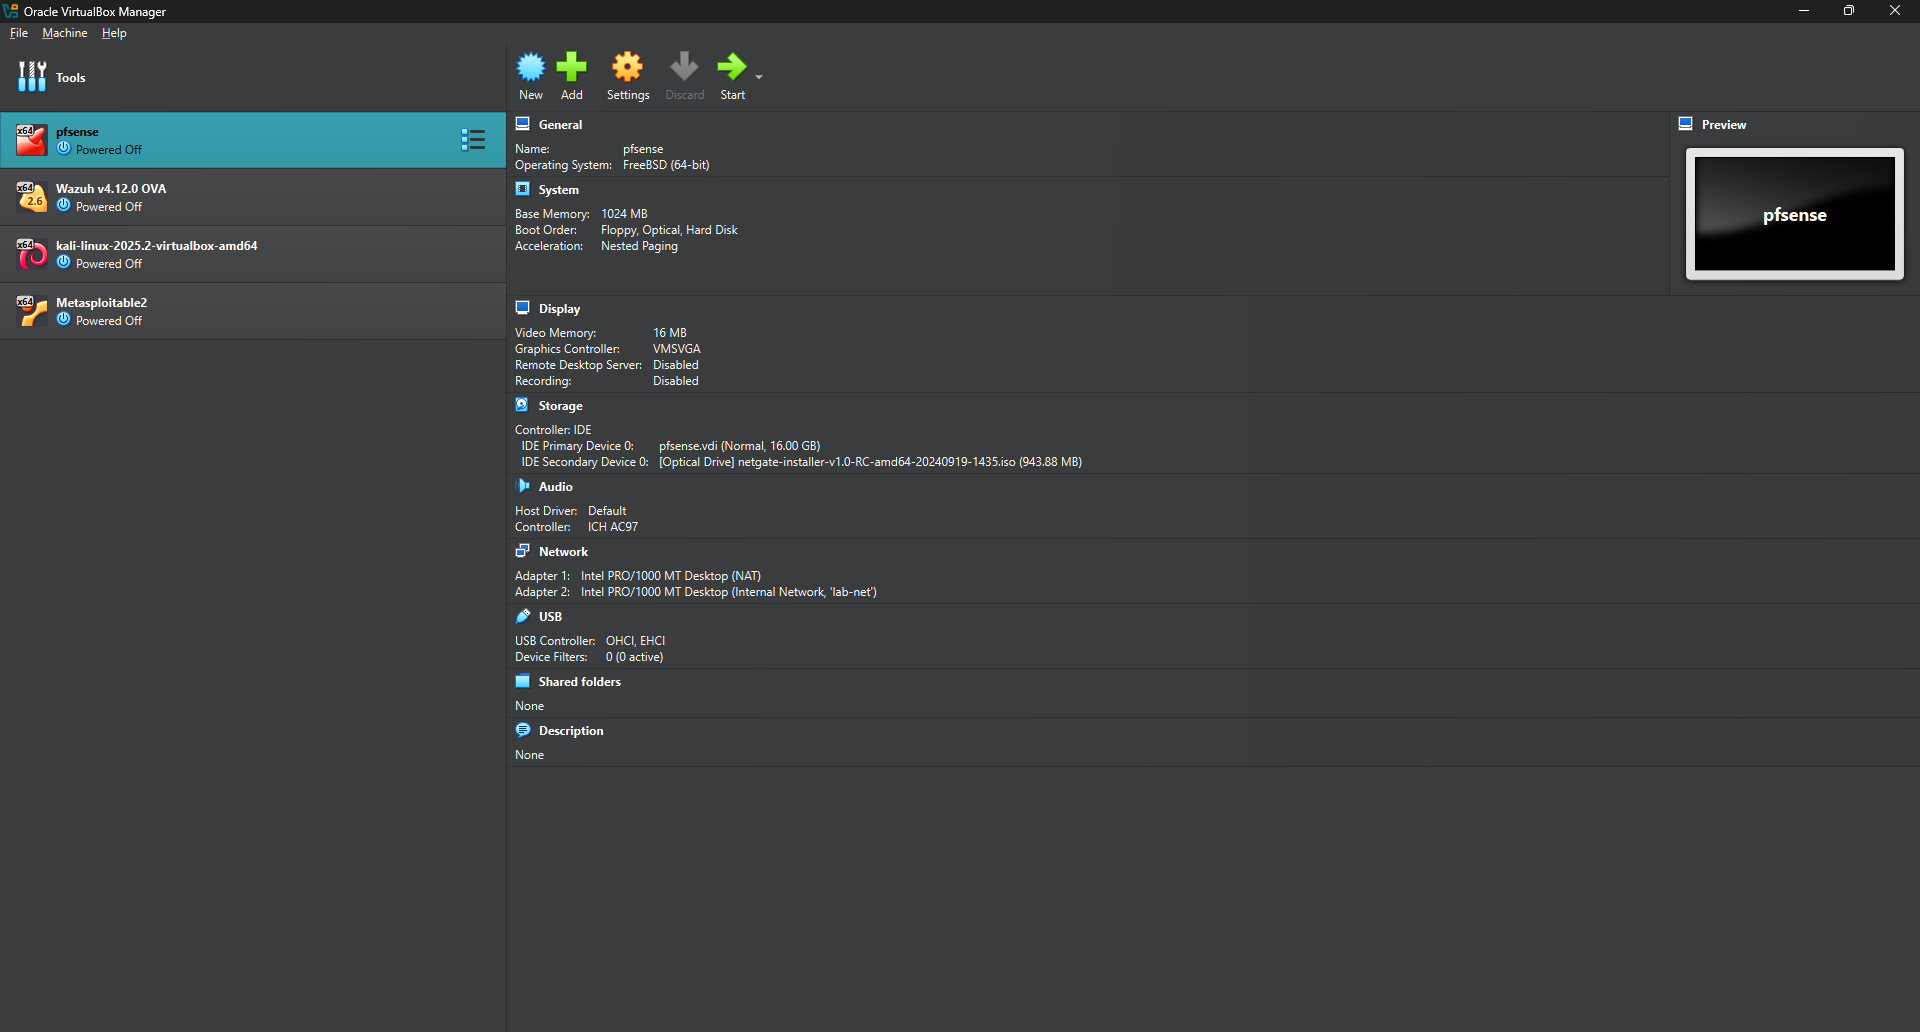 Oracle VirtualBox Manager
File Machine Help
Tools
New Add Settings Discard Start
x64 pfsense
Powered Off
x64 2.6 Wazuh v4.12.0 OVA
Powered Off
x64 kali-linux-2025.2-virtualbox-amd64
Powered Off
x64 Metasploitable2
Powered Off
General
Name: pfsense
Operating System: FreeBSD (64-bit)
System
Base Memory: 1024 MB
Boot Order: Floppy, Optical, Hard Disk
Acceleration: Nested Paging
Preview
pfsense
Display
Video Memory: 16 MB
Graphics Controller: VMSVGA
Remote Desktop Server: Disabled
Recording: Disabled
Storage
Controller: IDE
IDE Primary Device 0: pfsense.vdi (Normal, 16.00 GB)
IDE Secondary Device 0: [Optical Drive] netgate-installer-v1.0-RC-amd64-20240919-1435.iso (943.88 MB)
Audio
Host Driver: Default
Controller: ICH AC97
Network
Adapter 1: Intel PRO/1000 MT Desktop (NAT)
Adapter 2: Intel PRO/1000 MT Desktop (Internal Network, 'lab-net')
USB
USB Controller: OHCI, EHCI
Device Filters: 0 (0 active)
Shared folders
None
Description
None